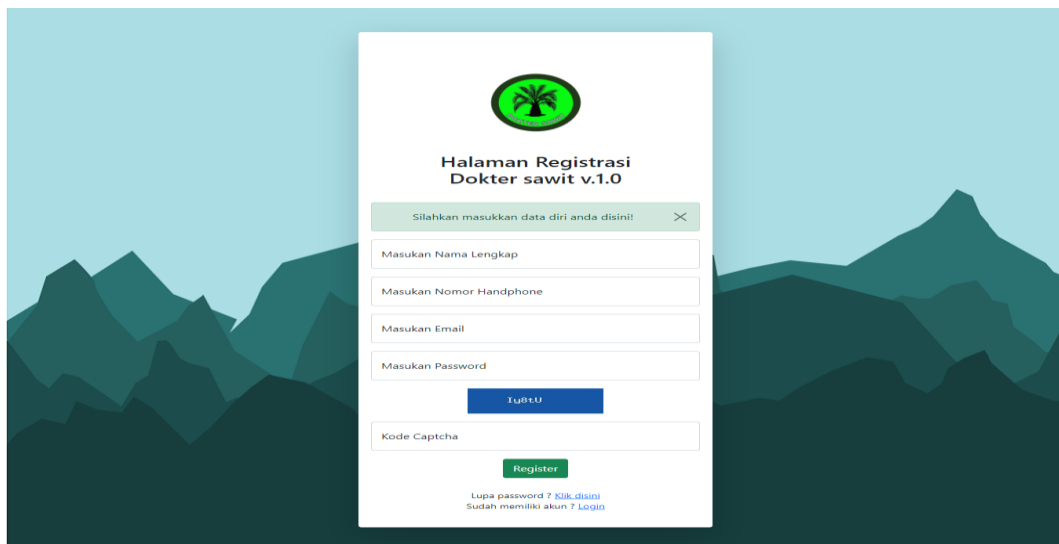 Halaman Registrasi
Dokter sawit v.1.0
Silahkan masukkan data diri anda disini!
Masukan Nama Lengkap
Masukan Nomor Handphone
Masukan Email
Masukan Password
Iy8tU
Kode Captcha
Register
Lupa password ? Klik disini
Sudah memiliki akun ? Login